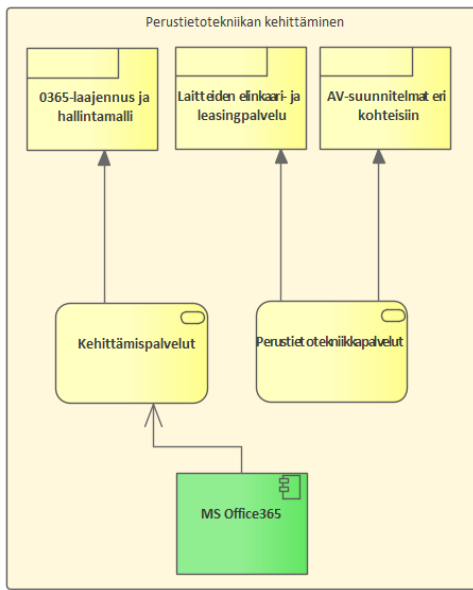 Perustietotekniikan kehittäminen
0365-laajennus ja
hallintamalli
Laitteiden elinkaari- ja
leasingpalvelu
AV-suunnitelmat eri
kohteisiin
Kehittämispalvelut
Perustietotekniikkapalvelut
MS Office365